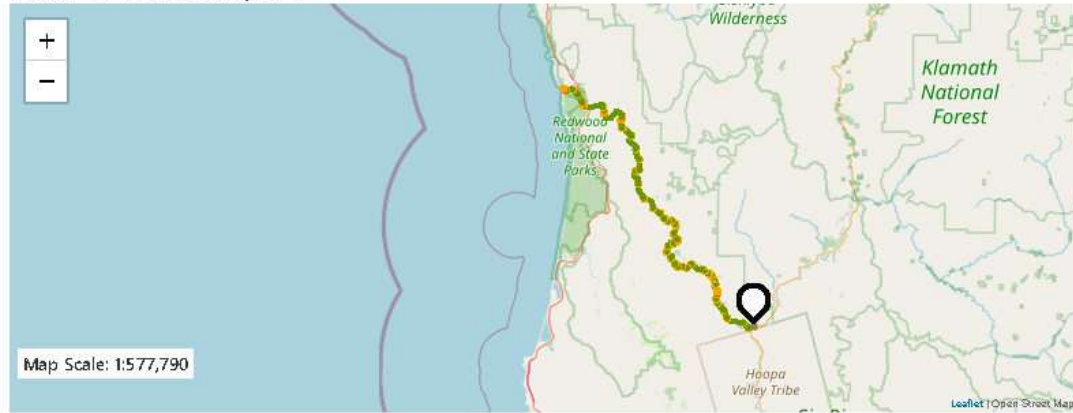 +
−
Wilderness
Klamath
National
Forest
Redwood
National
and State
Parks
Map Scale: 1:577,790
Hoopa
Valley Tribe
Leaflet | Open Street Map